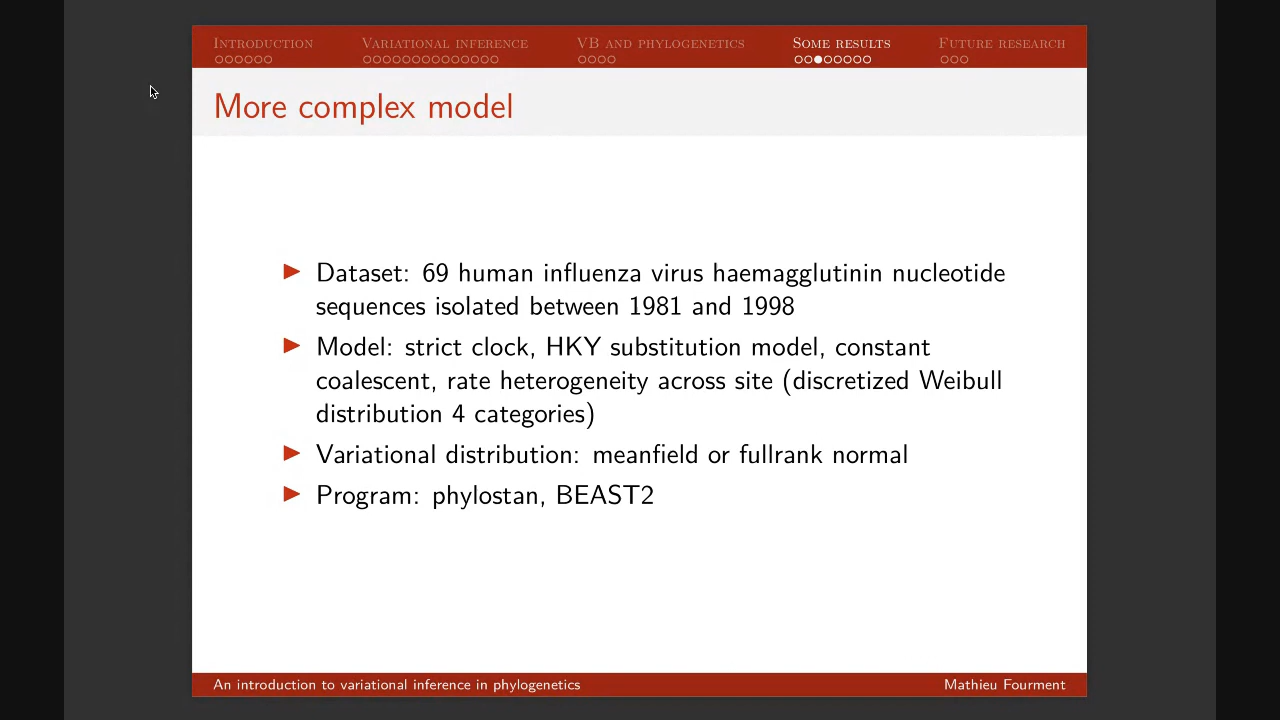 Introduction
Variational inference
VB and phylogenetics
Some results
Future research
More complex model
Dataset: 69 human influenza virus haemagglutinin nucleotide
sequences isolated between 1981 and 1998
Model: strict clock, HKY substitution model, constant
coalescent, rate heterogeneity across site (discretized Weibull
distribution 4 categories)
Variational distribution: meanfield or fullrank normal
Program: phylostan, BEAST2
An introduction to variational inference in phylogenetics
Mathieu Fourment